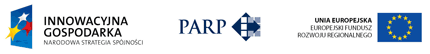 INNOWACYJNA
GOSPODARKA
NARODOWA STRATEGIA SPÓJNOŚCI
PARP
UNIA EUROPEJSKA
EUROPEJSKI FUNDUSZ
ROZWOJU REGIONALNEGO